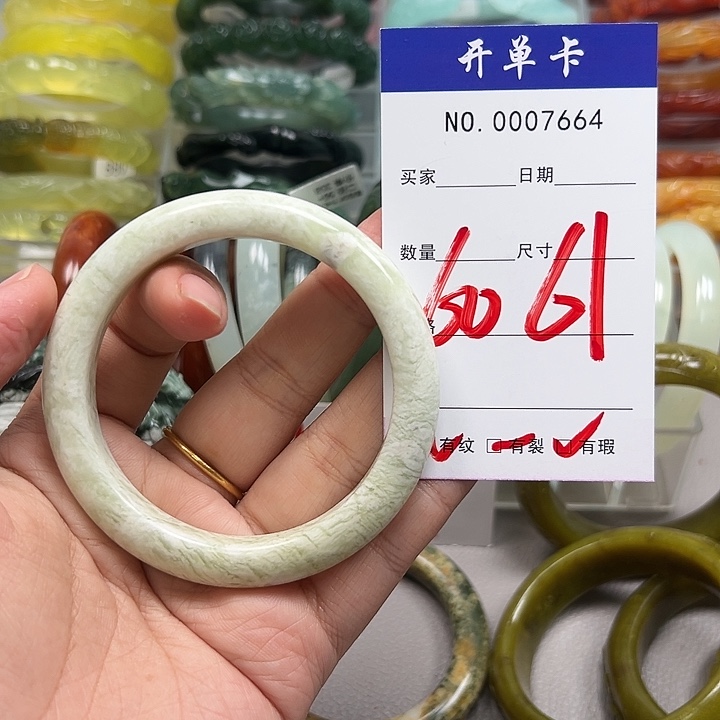 开单卡
NO. 0007664
买家 日期
数量 尺寸
60 61
有纹 有裂 有瑕